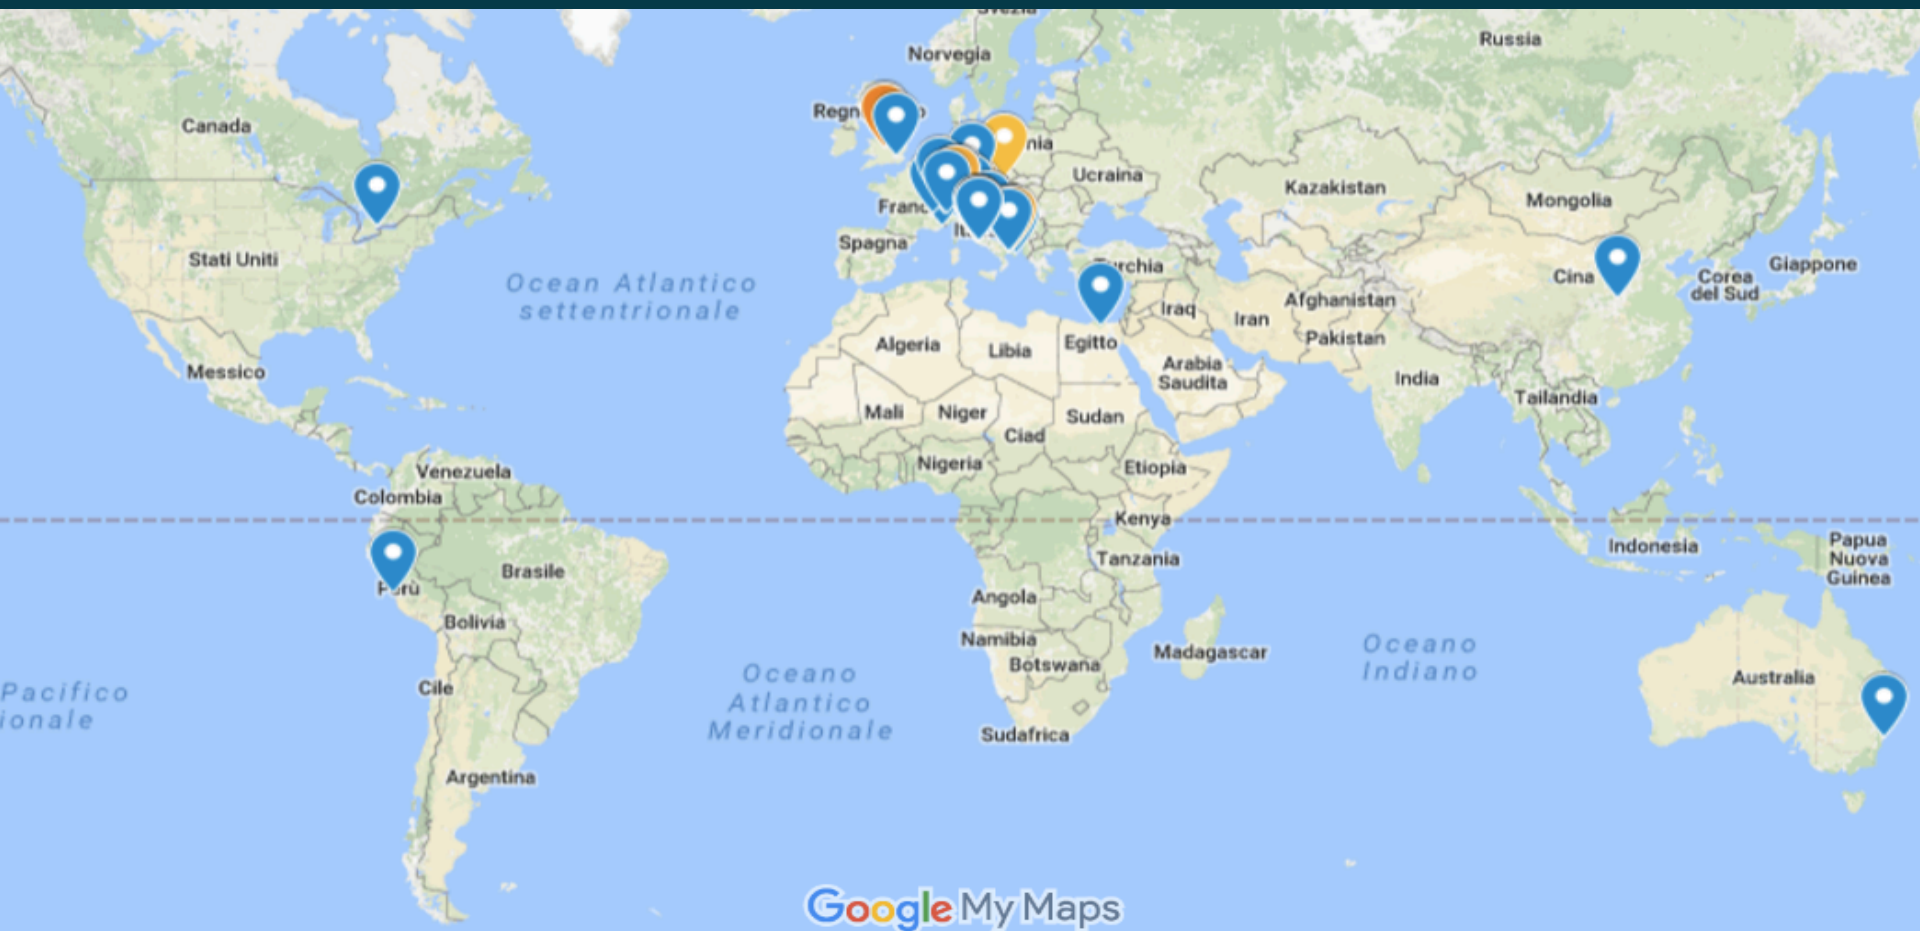 Norvegia
Russia
Canada
Ucraina
Kazakistan
Mongolia
Spagna
Stati Uniti
Ocean Atlantico
settentrionale
Turchia
Cina
Corea
del Sud
Giappone
Iraq
Iran
Afghanistan
Pakistan
Algeria
Libia
Egitto
Arabia
Saudita
India
Messico
Tailandia
Mali
Niger
Sudan
Ciad
Nigeria
Etiopia
Venezuela
Colombia
Kenya
Perù
Brasile
Tanzania
Indonesia
Papua
Nuova
Guinea
Angola
Bolivia
Namibia
Botswana
Madagascar
Oceano
Indiano
Cile
Pacifico
ionale
Oceano
Atlantico
Meridionale
Australia
Sudafrica
Argentina
Google My Maps